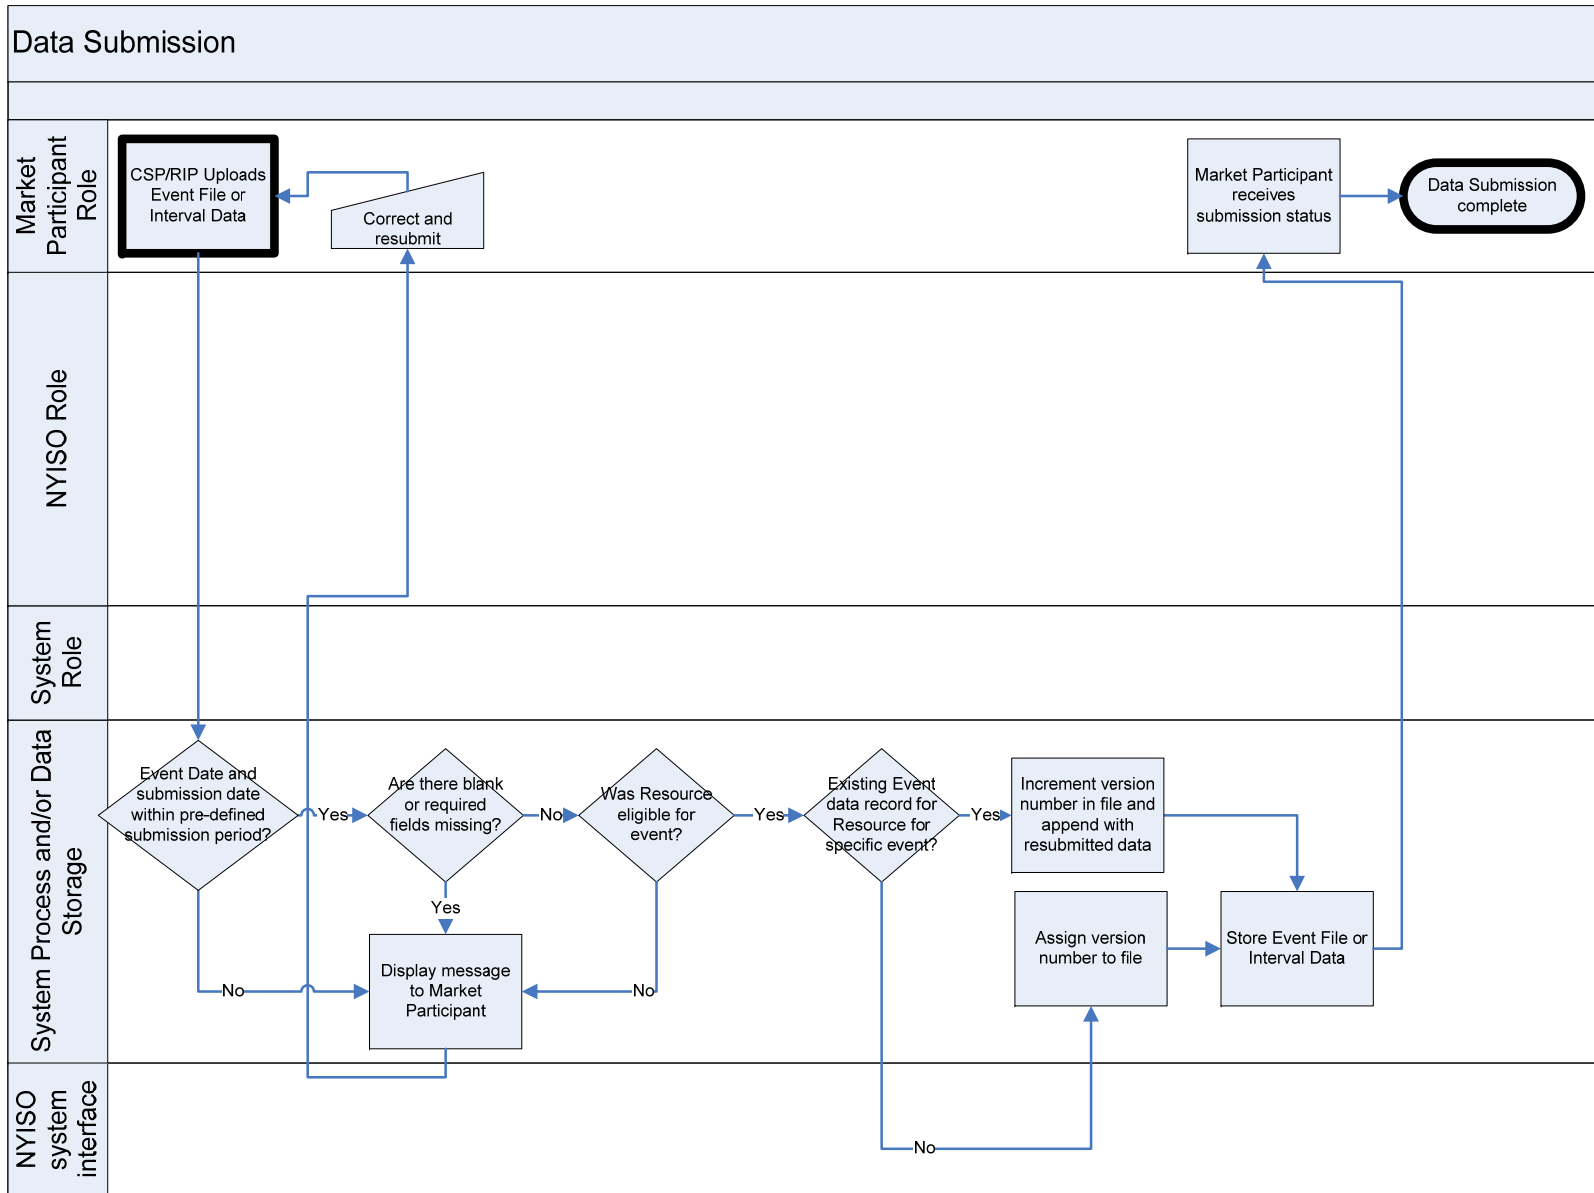 Data Submission
Market
Participant
Role
CSP/RIP Uploads
Event File or
Interval Data
Correct and
resubmit
Market Participant
receives
submission status
Data Submission
complete
NYISO Role
System
Role
System Process and/or Data
Storage
Event Date and
submission date
within pre-defined
submission period?
Yes
Are there blank
or required
fields missing?
No
Was Resource
eligible for
event?
Yes
Existing Event
data record for
Resource for
specific event?
Yes
Increment version
number in file and
append with
resubmitted data
Yes
Assign version
number to file
Store Event File or
Interval Data
Display message
to Market
Participant
No
No
NYISO
system
interface
No